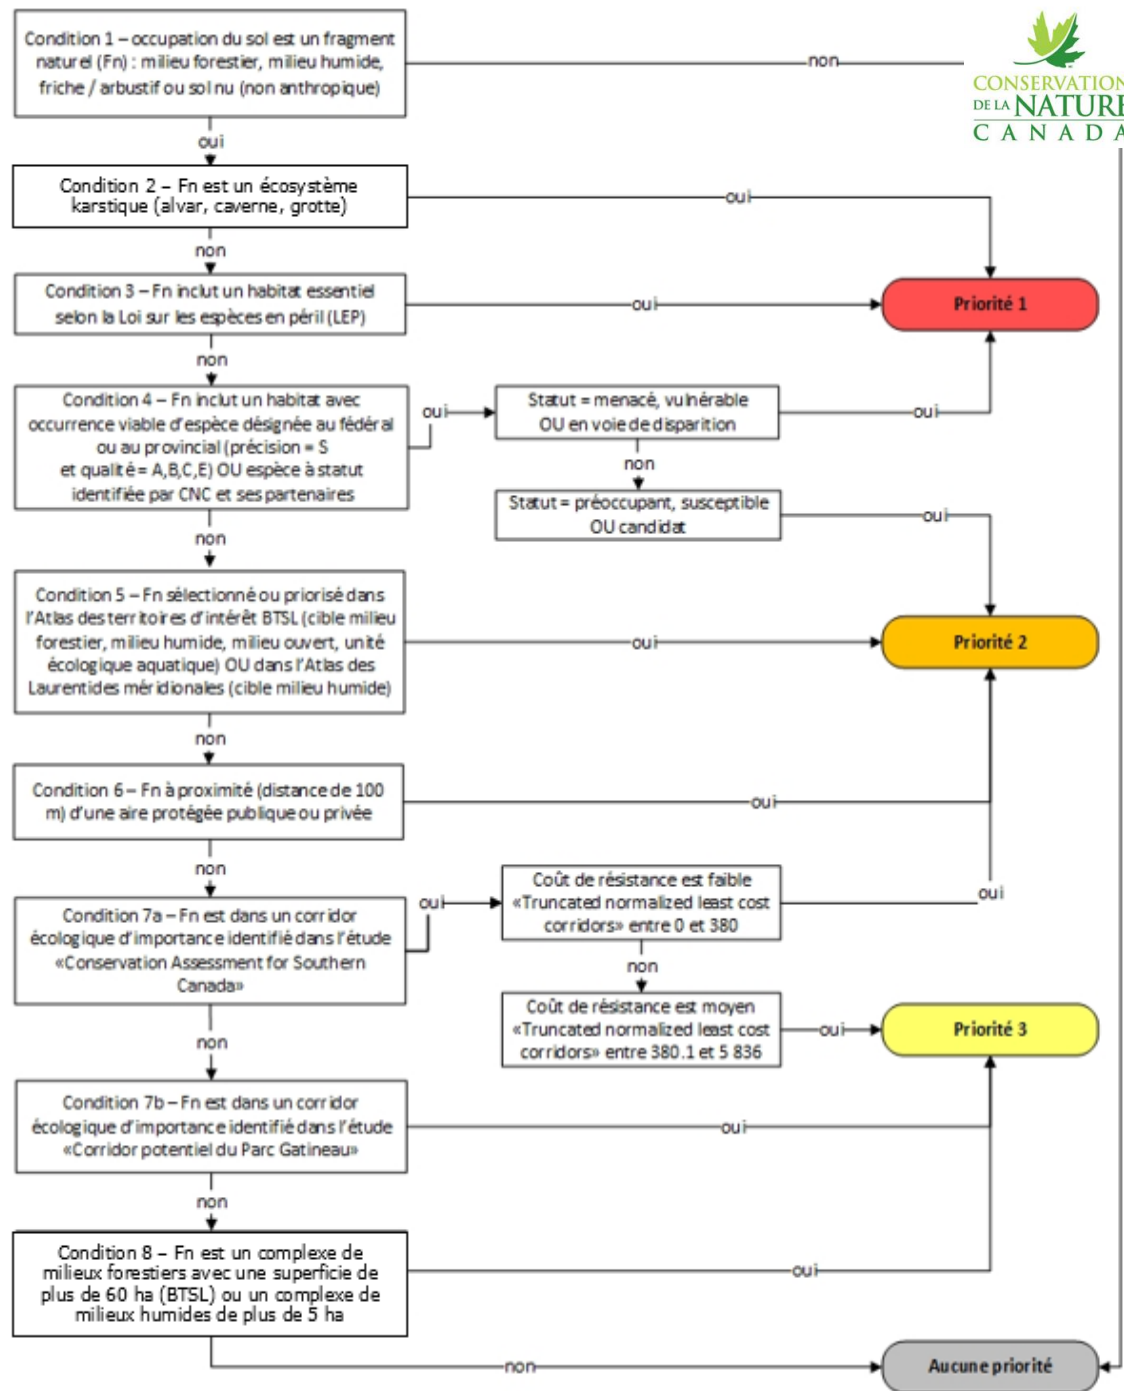 Condition 1 – occupation du sol est un fragment
naturel (Fn) : milieu forestier, milieu humide,
friche / arbustif ou sol nu (non anthropique)
non
CONSERVATION
DE LA NATURE
CANADA
oui
Condition 2 – Fn est un écosystème
karstique (alvar, caverne, grotte)
oui
non
Condition 3 – Fn inclut un habitat essentiel
selon la Loi sur les espèces en péril (LEP)
oui
Priorité 1
non
Condition 4 – Fn inclut un habitat avec
occurrence viable d'espèce désignée au fédéral
ou au provincial (précision = S
et qualité = A,B,C,E) OU espèce à statut
identifiée par CNC et ses partenaires
oui
Statut = menacé, vulnérable
OU en voie de disparition
oui
non
Statut = préoccupant, susceptible
OU candidat
oui
non
Condition 5 – Fn sélectionné ou priorisé dans
l'Atlas des territoires d'intérêt BTSL (cible milieu
forestier, milieu humide, milieu ouvert, unité
écologique aquatique) OU dans l'Atlas des
Laurentides méridionales (cible milieu humide)
oui
Priorité 2
non
Condition 6 – Fn à proximité (distance de 100
m) d'une aire protégée publique ou privée
oui
non
Condition 7a – Fn est dans un corridor
écologique d'importance identifié dans l'étude
«Conservation Assessment for Southern
Canada»
oui
Coût de résistance est faible
«Truncated normalized least cost
corridors» entre 0 et 380
oui
non
Coût de résistance est moyen
«Truncated normalized least cost
corridors» entre 380.1 et 5 836
oui
Priorité 3
non
Condition 7b – Fn est dans un corridor
écologique d'importance identifié dans l'étude
«Corridor potentiel du Parc Gatineau»
oui
non
Condition 8 – Fn est un complexe de
milieux forestiers avec une superficie de
plus de 60 ha (BTSL) ou un complexe de
milieux humides de plus de 5 ha
oui
non
Aucune priorité